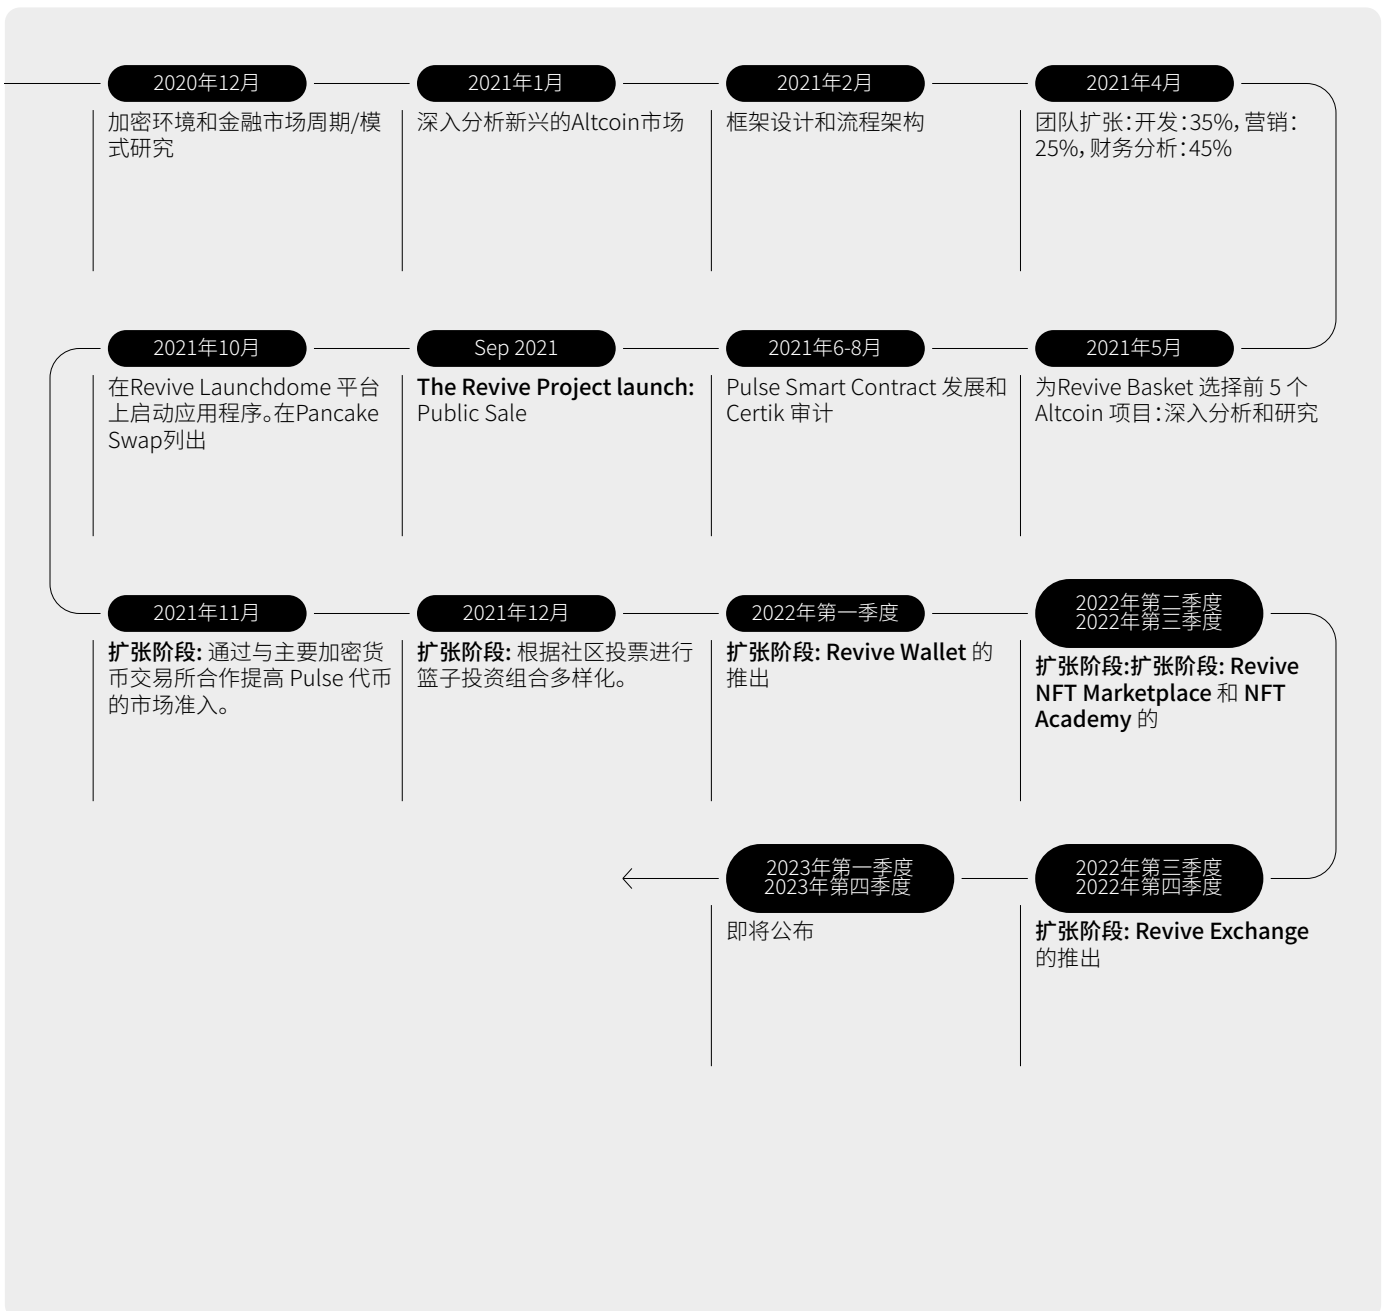 2020年12月
加密环境和金融市场周期/模
式研究
2021年1月
深入分析新兴的Altcoin市场
2021年2月
框架设计和流程架构
2021年4月
团队扩张：开发：35%，营销：
25%，财务分析：45%
2021年10月
在Revive Launchdome 平台
上启动应用程序。在Pancake
Swap列出
Sep 2021
The Revive Project launch:
Public Sale
2021年6-8月
Pulse Smart Contract 发展和
Certik 审计
2021年5月
为Revive Basket 选择前 5 个
Altcoin 项目：深入分析和研究
2021年11月
扩张阶段: 通过与主要加密货
币交易所合作提高 Pulse 代币
的市场准入。
2021年12月
扩张阶段: 根据社区投票进行
篮子投资组合多样化。
2022年第一季度
扩张阶段: Revive Wallet 的
推出
2022年第二季度
2022年第三季度
扩张阶段:扩张阶段: Revive
NFT Marketplace 和 NFT
Academy 的
2023年第一季度
2023年第四季度
即将公布
2022年第三季度
2022年第四季度
扩张阶段: Revive Exchange
的推出